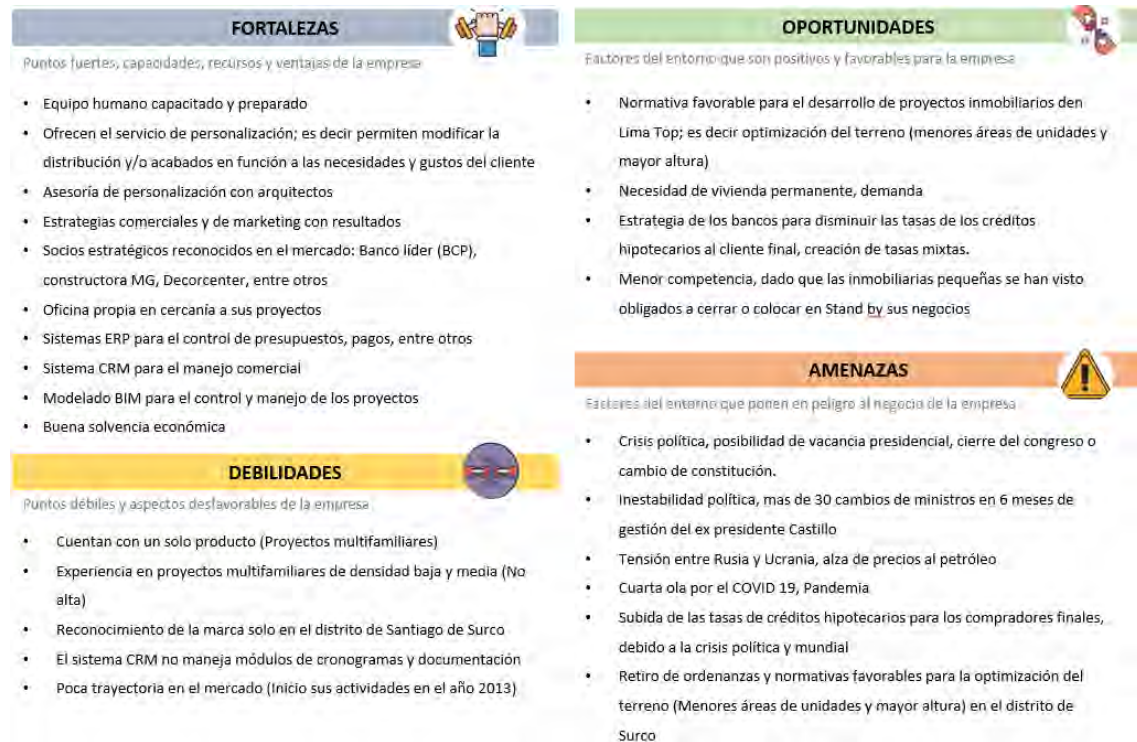 FORTALEZAS
Puntos fuertes, capacidades, recursos y ventajas de la empresa
• Equipo humano capacitado y preparado
• Ofrecen el servicio de personalización; es decir permiten modificar la
distribución y/o acabados en función a las necesidades y gustos del cliente
• Asesoría de personalización con arquitectos
• Estrategias comerciales y de marketing con resultados
• Socios estratégicos reconocidos en el mercado: Banco líder (BCP),
constructora MG, Decorcenter, entre otros
• Oficina propia en cercanía a sus proyectos
• Sistemas ERP para el control de presupuestos, pagos, entre otros
• Sistema CRM para el manejo comercial
• Modelado BIM para el control y manejo de los proyectos
• Buena solvencia económica
DEBILIDADES
Puntos débiles y aspectos desfavorables de la empresa
• Cuentan con un solo producto (Proyectos multifamiliares)
• Experiencia en proyectos multifamiliares de densidad baja y media (No
alta)
• Reconocimiento de la marca solo en el distrito de Santiago de Surco
• El sistema CRM no maneja módulos de cronogramas y documentación
• Poca trayectoria en el mercado (Inicio sus actividades en el año 2013)
OPORTUNIDADES
Factores del entorno que son positivos y favorables para la empresa
• Normativa favorable para el desarrollo de proyectos inmobiliarios den
Lima Top; es decir optimización del terreno (menores áreas de unidades y
mayor altura)
• Necesidad de vivienda permanente, demanda
• Estrategia de los bancos para disminuir las tasas de los créditos
hipotecarios al cliente final, creación de tasas mixtas.
• Menor competencia, dado que las inmobiliarias pequeñas se han visto
obligados a cerrar o colocar en Stand by sus negocios
AMENAZAS
Factores del entorno que ponen en peligro al negocio de la empresa
• Crisis política, posibilidad de vacancia presidencial, cierre del congreso o
cambio de constitución.
• Inestabilidad política, mas de 30 cambios de ministros en 6 meses de
gestión del ex presidente Castillo
• Tensión entre Rusia y Ucrania, alza de precios al petróleo
• Cuarta ola por el COVID 19, Pandemia
• Subida de las tasas de créditos hipotecarios para los compradores finales,
debido a la crisis política y mundial
• Retiro de ordenanzas y normativas favorables para la optimización del
terreno (Menores áreas de unidades y mayor altura) en el distrito de
Surco